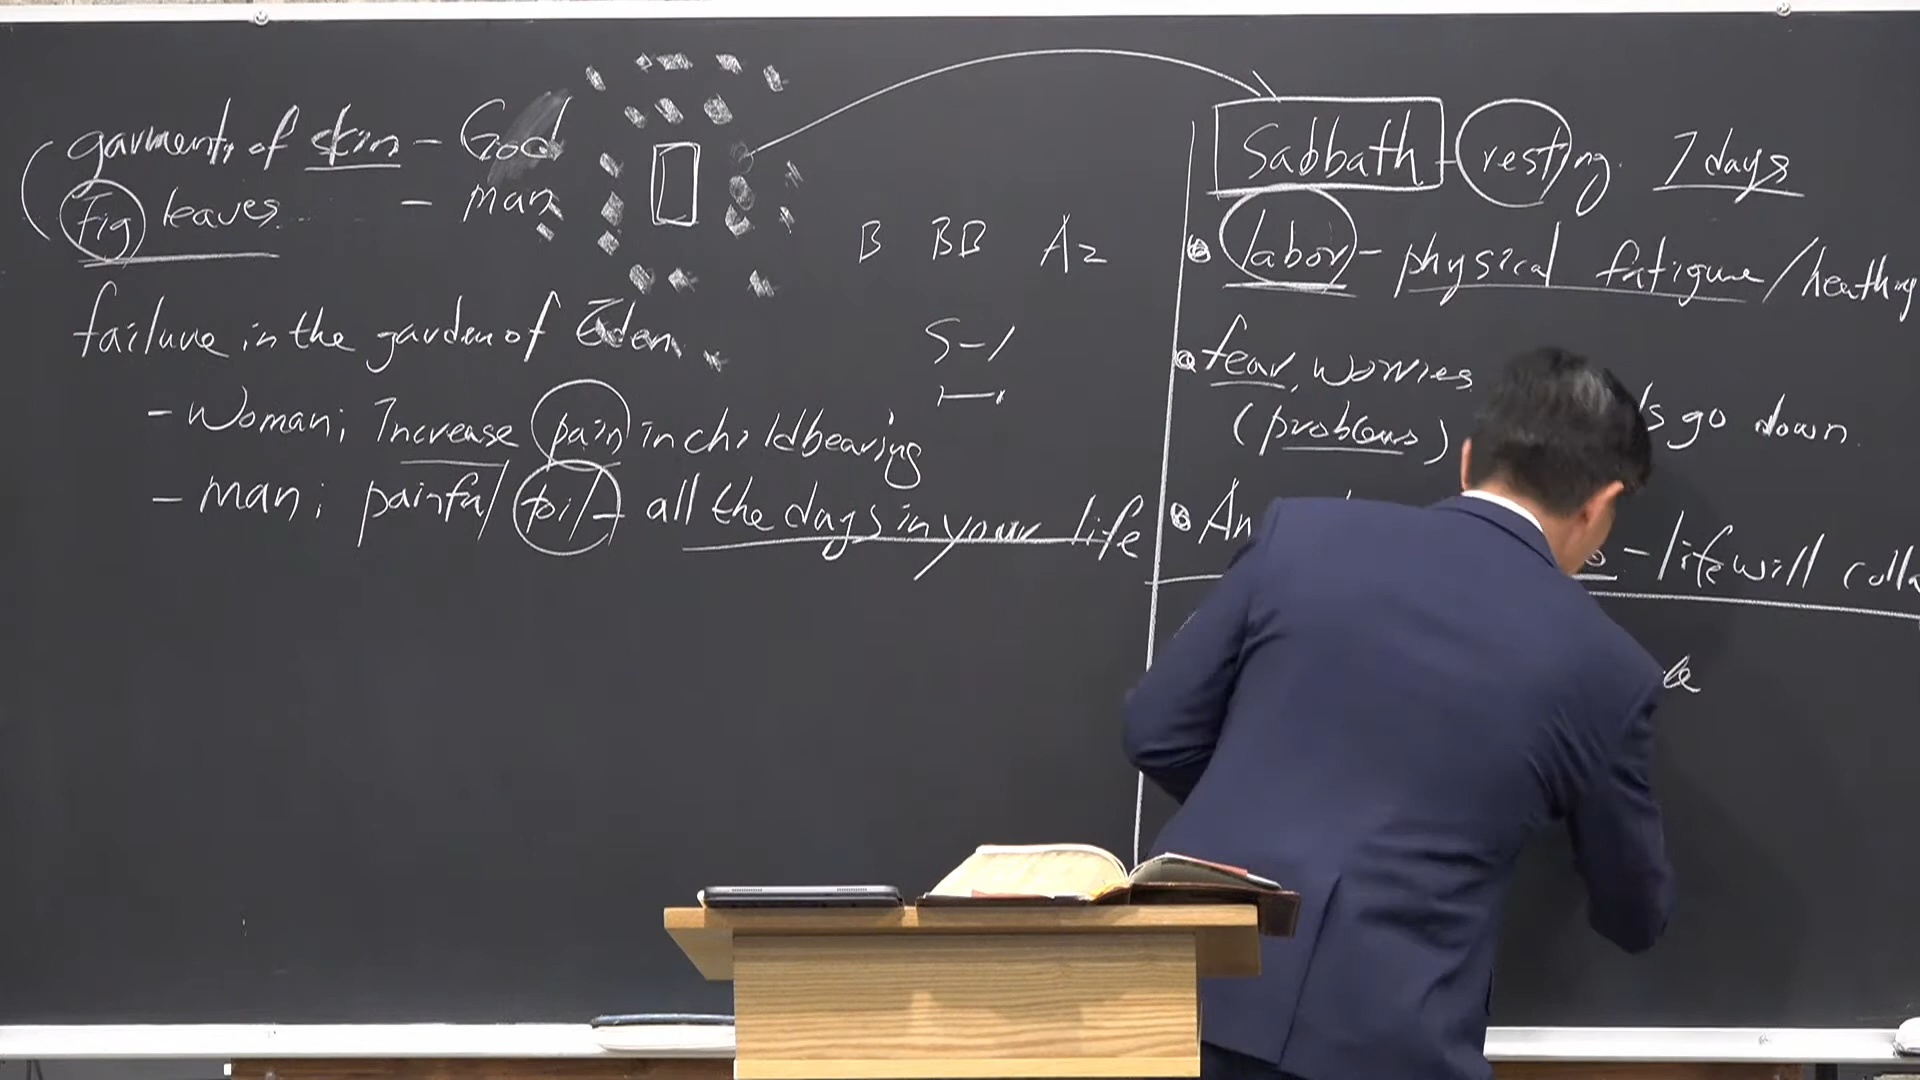 garments of skin - God
Fig leaves - man
failure in the garden of Eden
- Woman; Increase pain in childbearing
- man; painful toil - all the days in your life
B BB A2
S-1
Sabbath - resting 7 days
labor - physical fatigue /
fear, worries go down.
(problems)
- life will